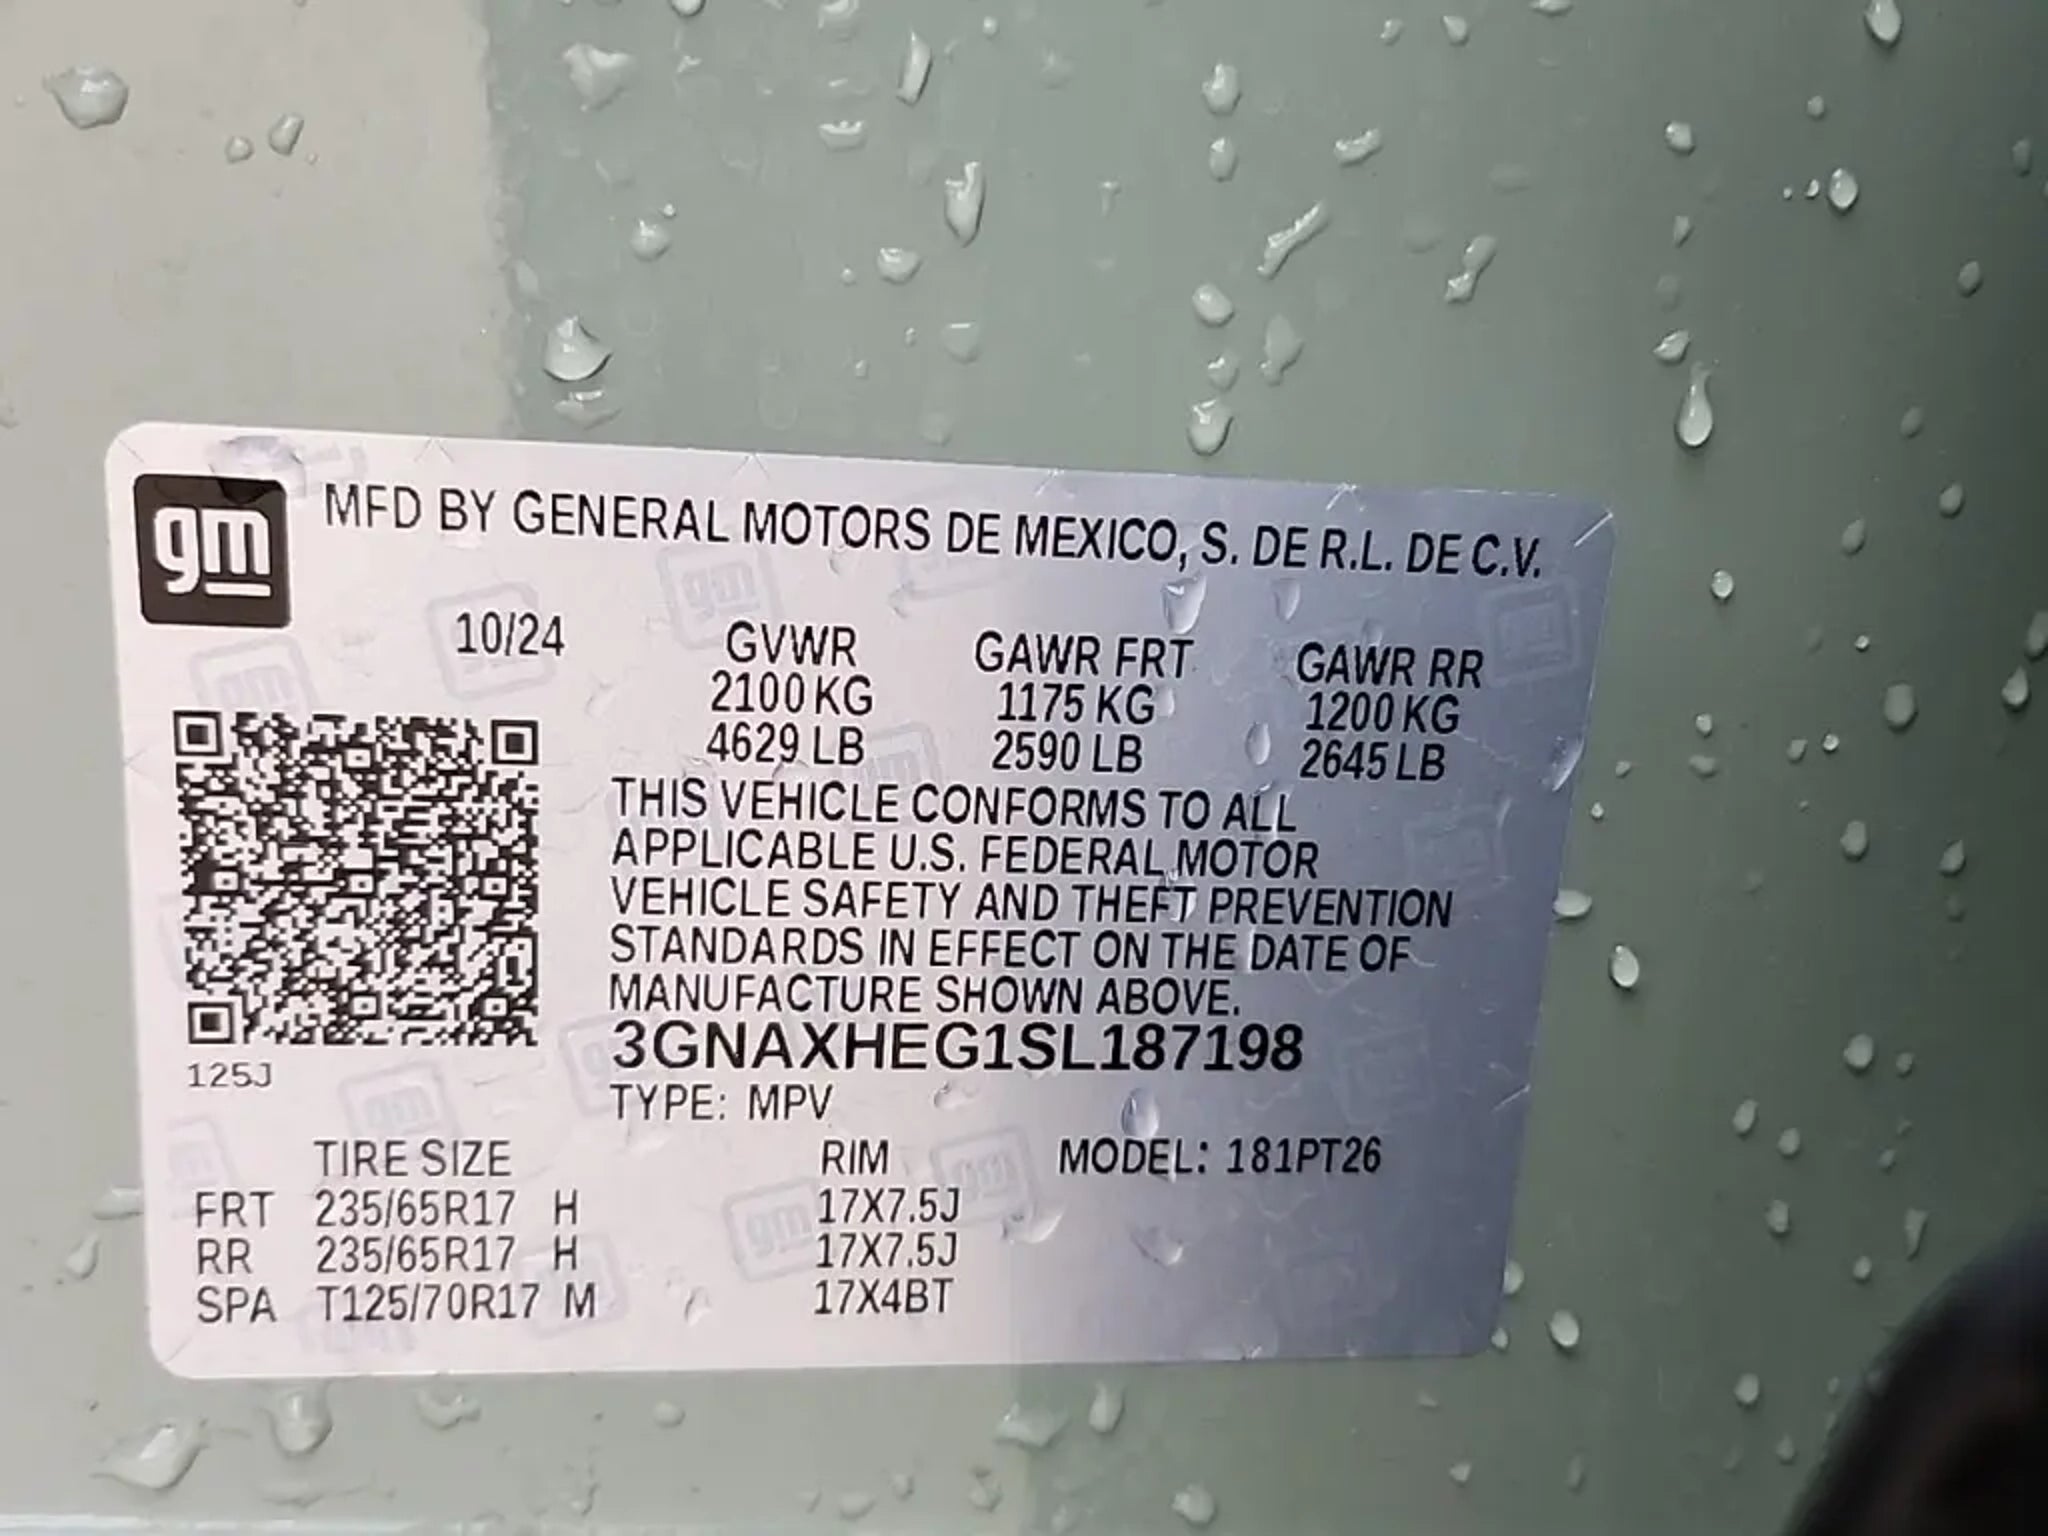 gm
MFD BY GENERAL MOTORS DE MEXICO, S. DE R.L. DE C.V.
10/24
GVWR GAWR FRT GAWR RR
2100 KG 1175 KG 1200 KG
4629 LB 2590 LB 2645 LB
THIS VEHICLE CONFORMS TO ALL
APPLICABLE U.S. FEDERAL MOTOR
VEHICLE SAFETY AND THEFT PREVENTION
STANDARDS IN EFFECT ON THE DATE OF
MANUFACTURE SHOWN ABOVE.
3GNAXHEG1SL187198
125J
TYPE: MPV
TIRE SIZE RIM MODEL: 181PT26
FRT 235/65R17 H 17X7.5J
RR 235/65R17 H 17X7.5J
SPA T125/70R17 M 17X4BT